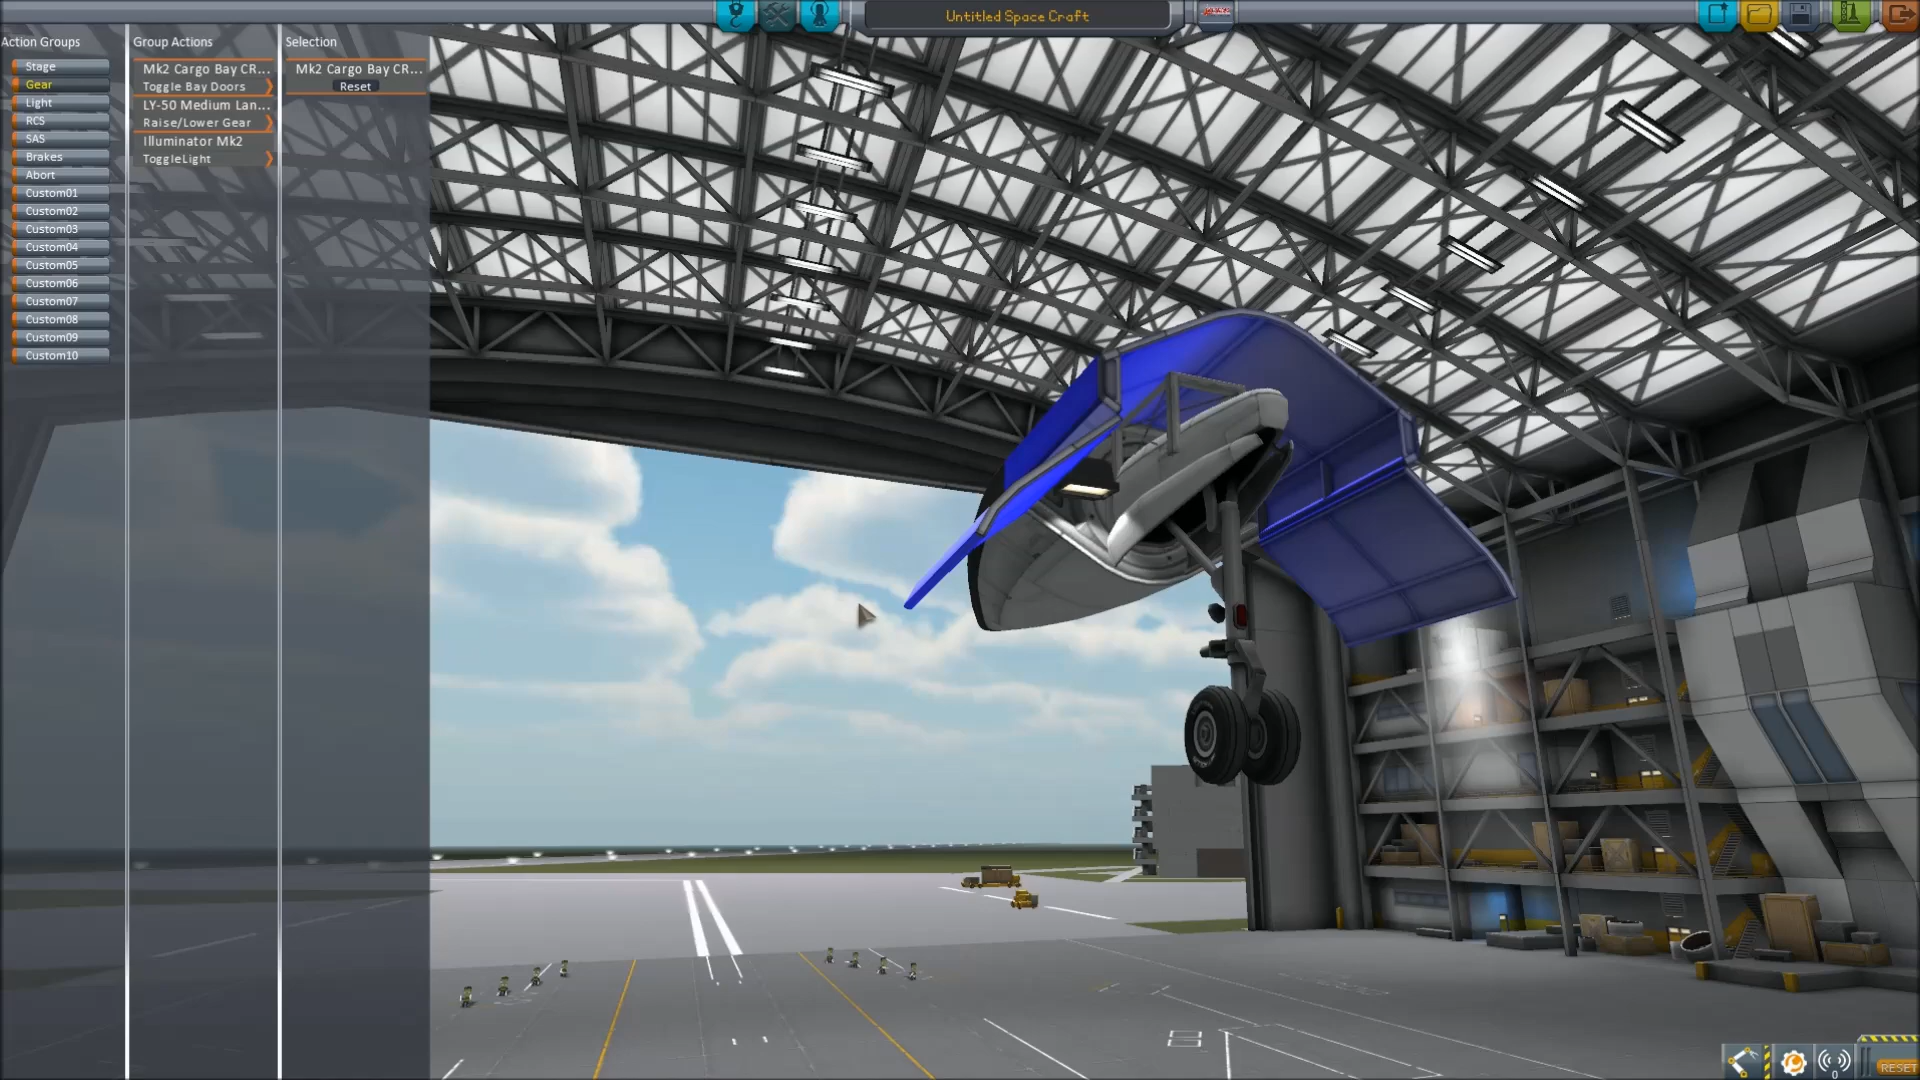 Untitled Space Craft
Action Groups
Stage
Gear
Light
RCS
SAS
Brakes
Abort
Custom01
Custom02
Custom03
Custom04
Custom05
Custom06
Custom07
Custom08
Custom09
Custom10
Group Actions
Mk2 Cargo Bay CR...
Toggle Bay Doors
LY-50 Medium Lan...
Raise/Lower Gear
Illuminator Mk2
ToggleLight
Selection
Mk2 Cargo Bay CR...
Reset
0
RESET